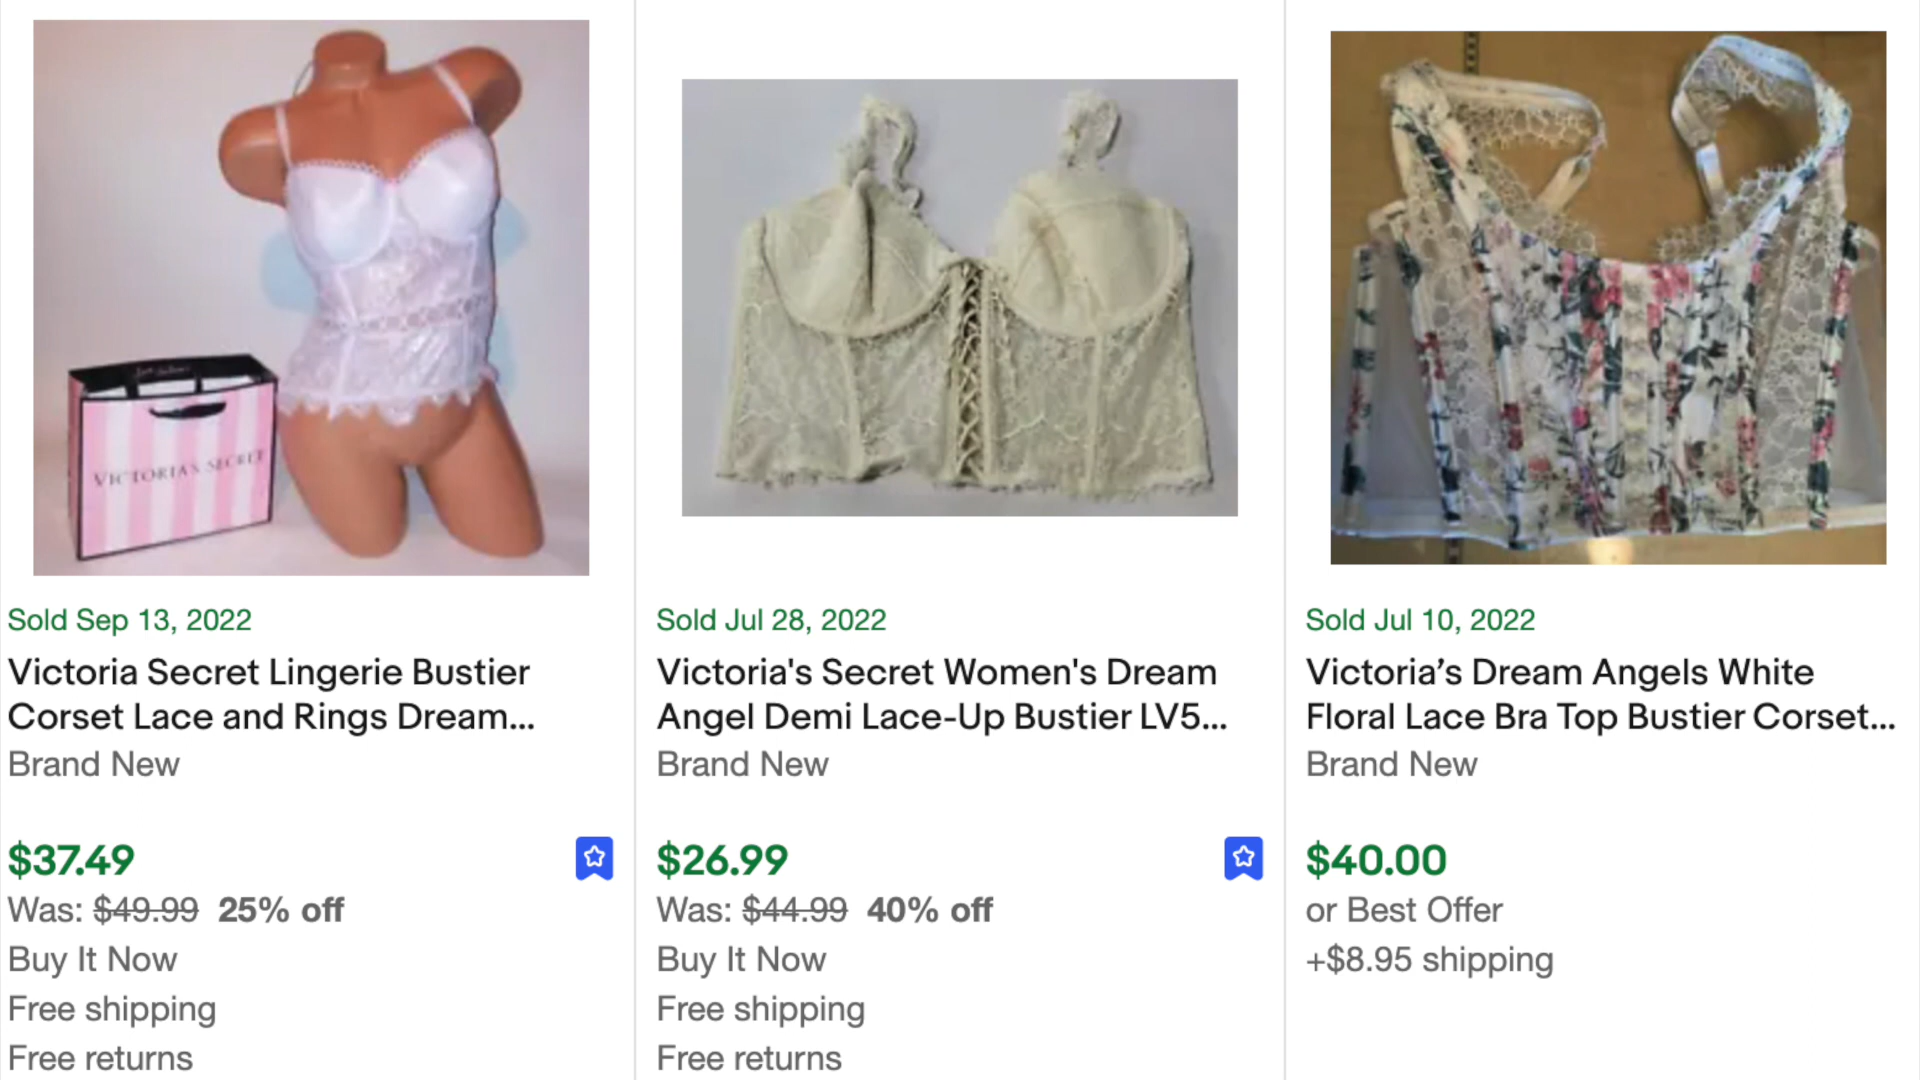 VICTORIA'S SECRET
Sold Sep 13, 2022
Victoria Secret Lingerie Bustier
Corset Lace and Rings Dream...
Brand New
$37.49
Was: $49.99 25% off
Buy It Now
Free shipping
Free returns
Sold Jul 28, 2022
Victoria's Secret Women's Dream
Angel Demi Lace-Up Bustier LV5...
Brand New
$26.99
Was: $44.99 40% off
Buy It Now
Free shipping
Free returns
Sold Jul 10, 2022
Victoria’s Dream Angels White
Floral Lace Bra Top Bustier Corset...
Brand New
$40.00
or Best Offer
+$8.95 shipping